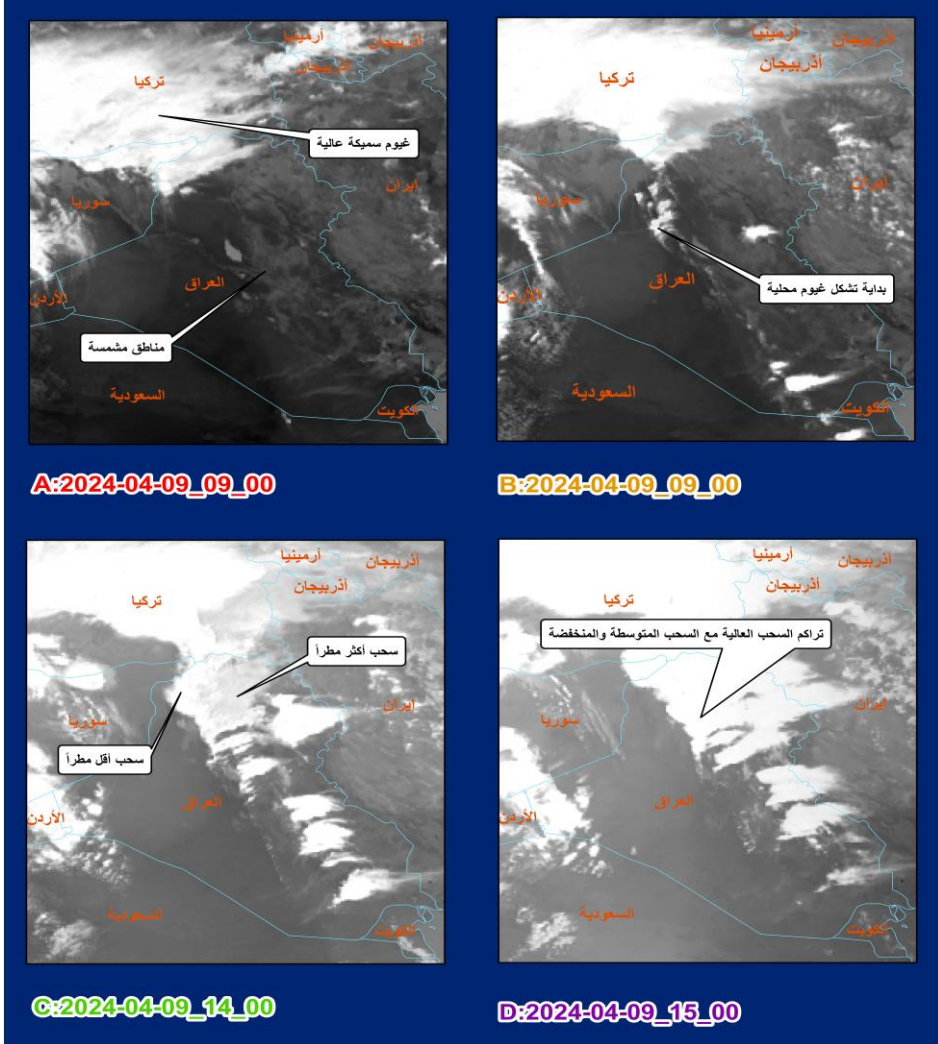 أرمينيا
أذربيجان
أذربيجان
تركيا
غيوم سميكة عالية
إيران
سوريا
العراق
الأردن
مناطق مشمسة
السعودية
الكويت
A:2024-04-09_09_00
أرمينيا
أذربيجان
أذربيجان
تركيا
إيران
سوريا
العراق
بداية تشكل غيوم محلية
الأردن
السعودية
الكويت
B:2024-04-09_09_00
أرمينيا
أذربيجان
أذربيجان
تركيا
سحب أكثر مطراً
إيران
سوريا
سحب أقل مطراً
العراق
الأردن
السعودية
الكويت
C:2024-04-09_14_00
أرمينيا
أذربيجان
أذربيجان
تركيا
تراكم السحب العالية مع السحب المتوسطة والمنخفضة
إيران
سوريا
العراق
الأردن
السعودية
الكويت
D:2024-04-09_15_00